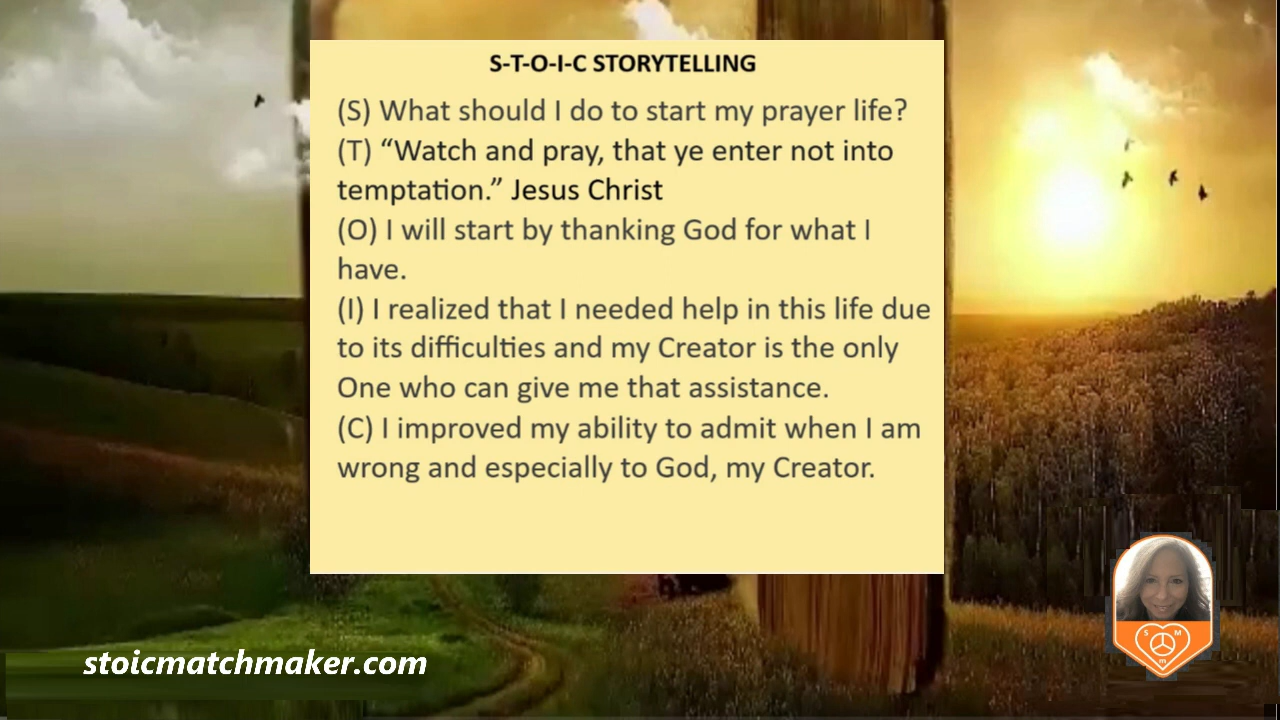 S-T-O-I-C STORYTELLING
(S) What should I do to start my prayer life?
(T) “Watch and pray, that ye enter not into
temptation.” Jesus Christ
(O) I will start by thanking God for what I
have.
(I) I realized that I needed help in this life due
to its difficulties and my Creator is the only
One who can give me that assistance.
(C) I improved my ability to admit when I am
wrong and especially to God, my Creator.
stoicmatchmaker.com
S M
m